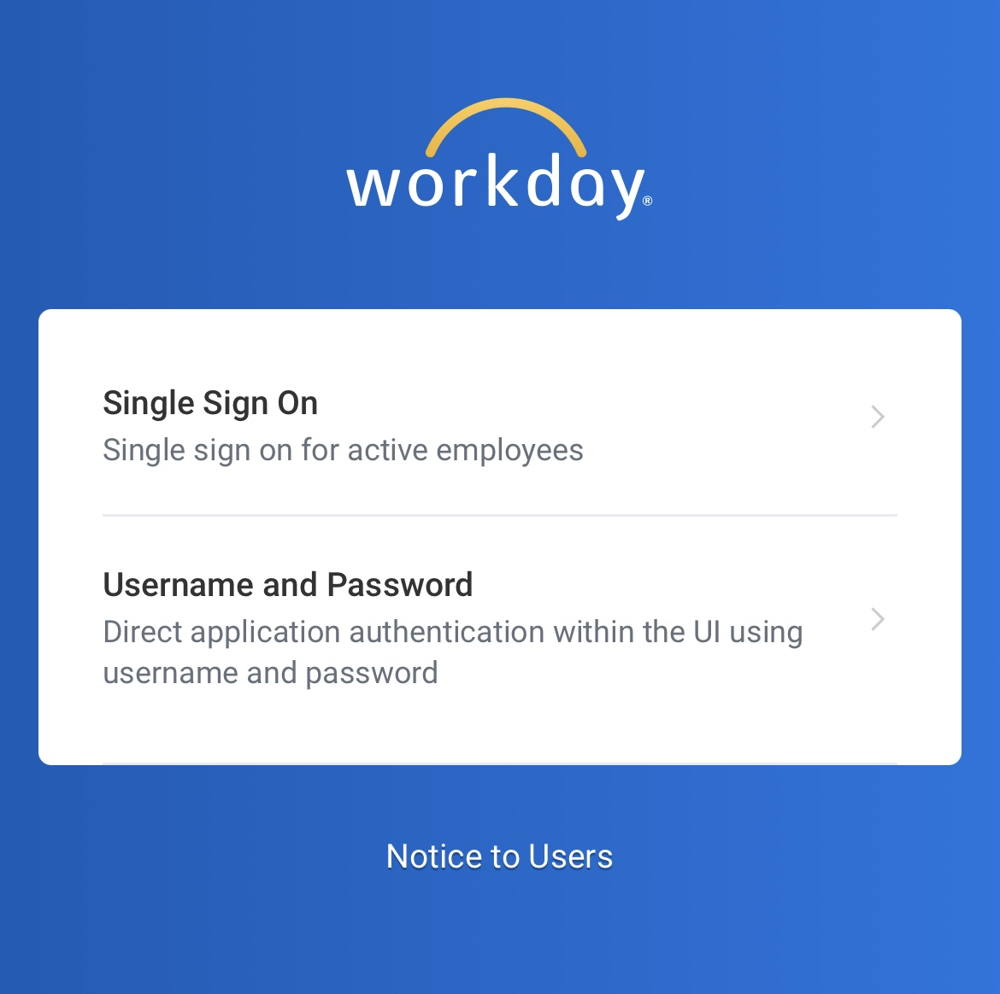 workday®
Single Sign On
Single sign on for active employees
Username and Password
Direct application authentication within the UI using
username and password
Notice to Users